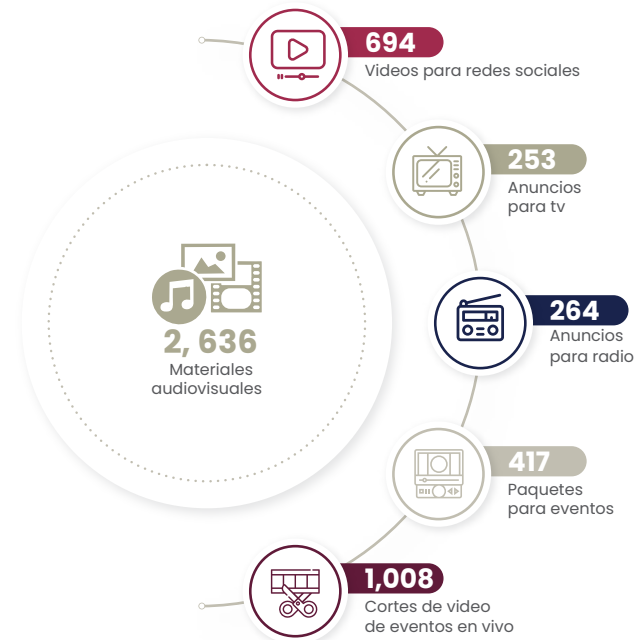 694
Videos para redes sociales
253
Anuncios
para tv
264
Anuncios
para radio
2, 636
Materiales
audiovisuales
417
Paquetes
para eventos
1,008
Cortes de video
de eventos en vivo